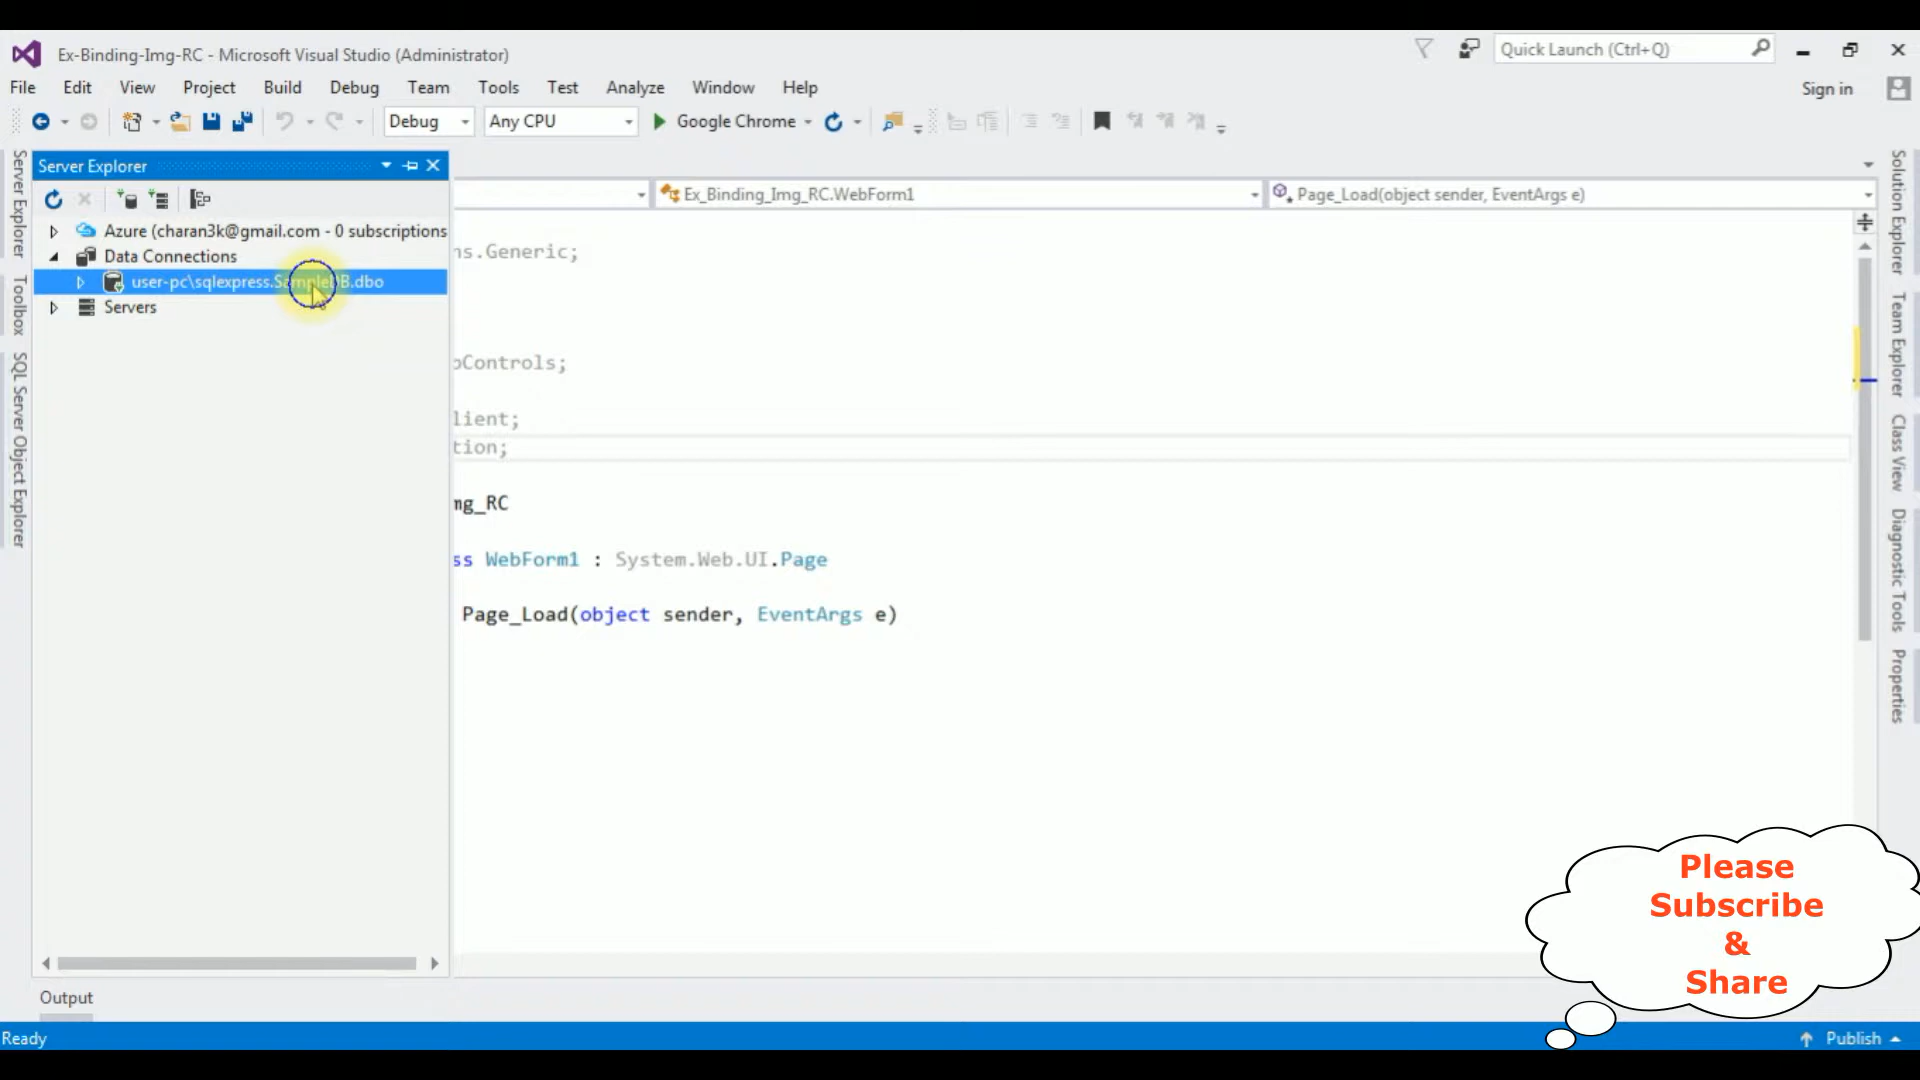 Ex-Binding-Img-RC - Microsoft Visual Studio (Administrator)
Quick Launch (Ctrl+Q)
File Edit View Project Build Debug Team Tools Test Analyze Window Help
Sign in
Debug Any CPU Google Chrome
Server Explorer
Ex_Binding_Img_RC.WebForm1
Page_Load(object sender, EventArgs e)
Azure (charan3k@gmail.com - 0 subscriptions
Data Connections
user-pc\sqlexpress.SampleDB.dbo
Servers
ns.Generic;
bControls;
lient;
tion;
mg_RC
ss WebForm1 : System.Web.UI.Page
Page_Load(object sender, EventArgs e)
Server Explorer
Toolbox
SQL Server Object Explorer
Solution Explorer
Team Explorer
Class View
Diagnostic Tools
Properties
Please
Subscribe
&
Share
Output
Ready
Publish